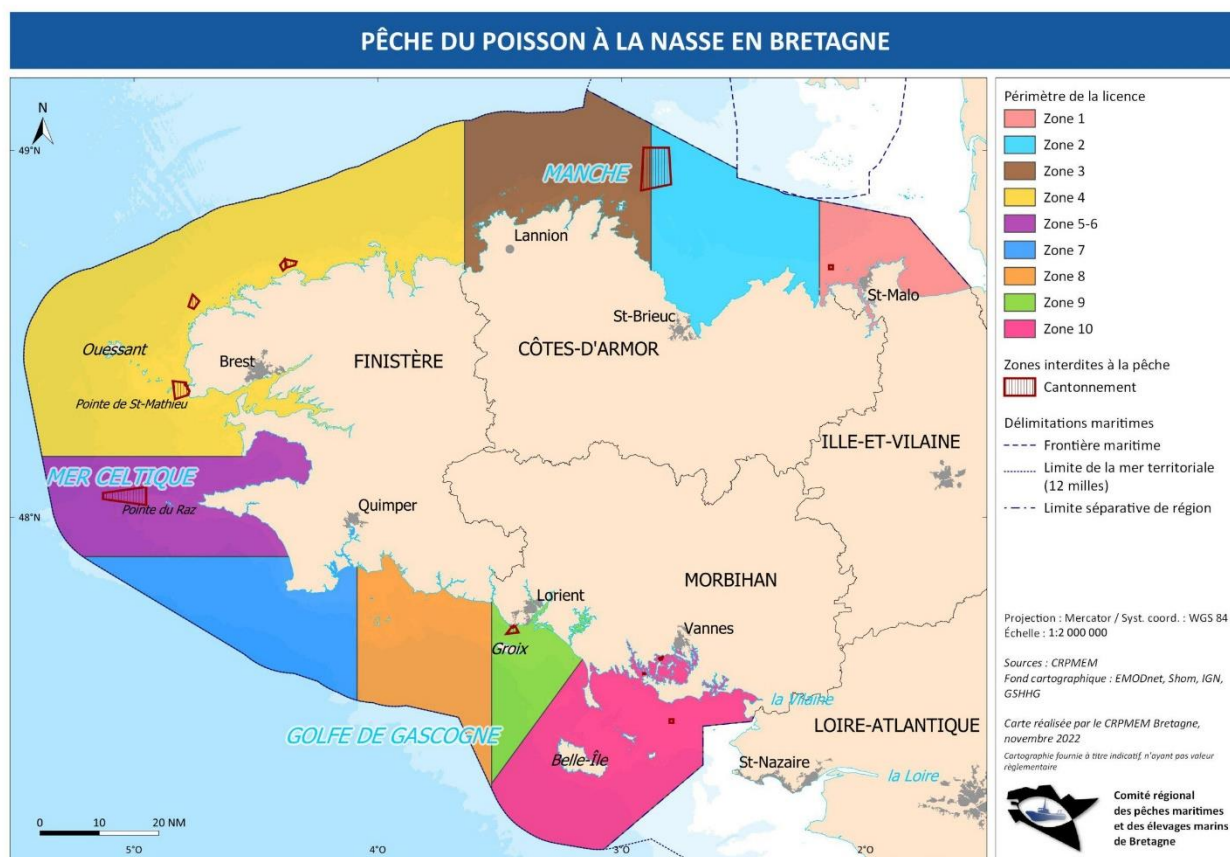 PÊCHE DU POISSON À LA NASSE EN BRETAGNE
N
49°N
48°N
MANCHE
Lannion
St-Malo
St-Brieuc
CÔTES-D'ARMOR
Ouessant
Brest
FINISTÈRE
Pointe de St-Mathieu
ILLE-ET-VILAINE
MER CELTIQUE
Pointe du Raz
Quimper
MORBIHAN
Lorient
Vannes
Groix
la Vilaine
LOIRE-ATLANTIQUE
GOLFE DE GASCOGNE
Belle-Île
St-Nazaire
la Loire
0 10 20 NM
5°O
4°O
3°O
2°O
Périmètre de la licence
Zone 1
Zone 2
Zone 3
Zone 4
Zone 5-6
Zone 7
Zone 8
Zone 9
Zone 10
Zones interdites à la pêche
Cantonnement
Délimitations maritimes
Frontière maritime
Limite de la mer territoriale
(12 milles)
Limite séparative de région
Projection : Mercator / Syst. coord. : WGS 84
Échelle : 1:2 000 000
Sources : CRPMEM
Fond cartographique : EMODnet, Shom, IGN,
GSHHG
Carte réalisée par le CRPMEM Bretagne,
novembre 2022
Cartographie fournie à titre indicatif, n'ayant pas valeur
règlementaire
Comité régional
des pêches maritimes
et des élevages marins
de Bretagne